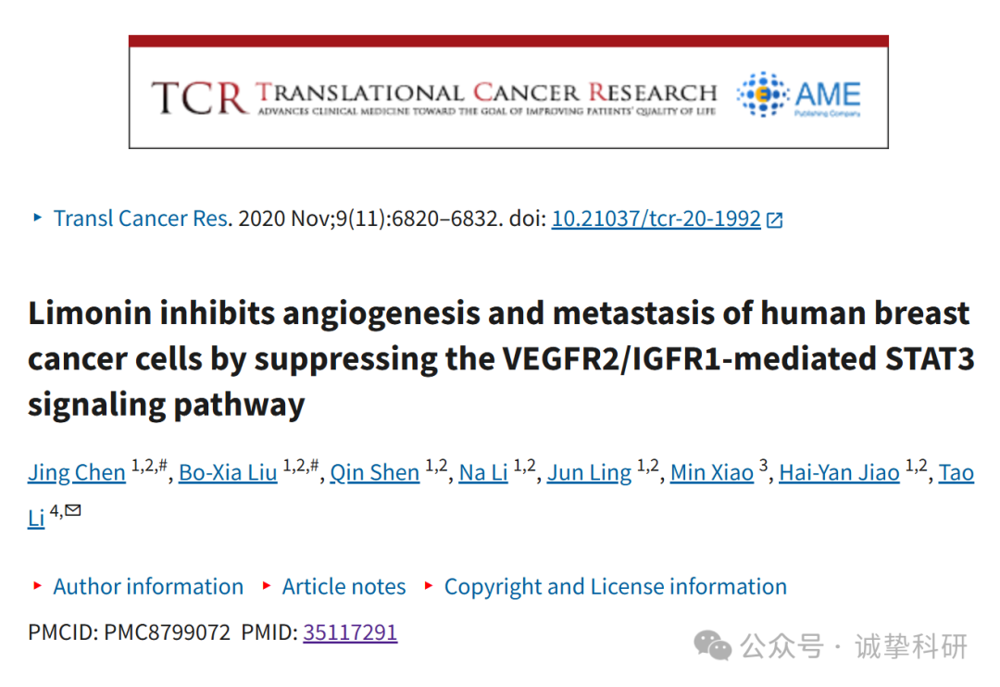 TCR TRANSLATIONAL CANCER RESEARCH
ADVANCES CLINICAL MEDICINE TOWARD THE GOAL OF IMPROVING PATIENTS' QUALITY OF LIFE
AME
Publishing Company
Transl Cancer Res. 2020 Nov;9(11):6820–6832. doi: 10.21037/tcr-20-1992
Limonin inhibits angiogenesis and metastasis of human breast
cancer cells by suppressing the VEGFR2/IGFR1-mediated STAT3
signaling pathway
Jing Chen 1,2,#, Bo-Xia Liu 1,2,#, Qin Shen 1,2, Na Li 1,2, Jun Ling 1,2, Min Xiao 3, Hai-Yan Jiao 1,2, Tao
Li 4,✉
Author information ‣ Article notes ‣ Copyright and License information
PMCID: PMC8799072 PMID: 35117291
公众号 · 诚挚科研